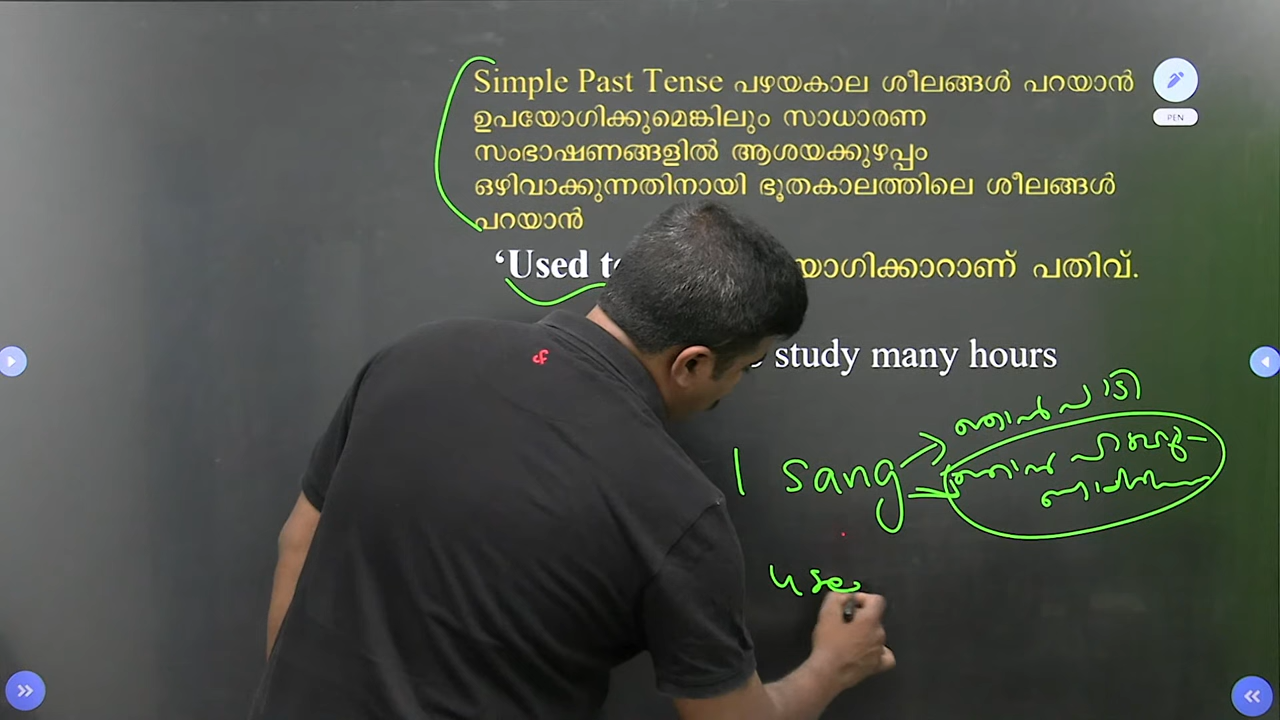 Simple Past Tense പഴയകാല ശീലങ്ങൾ പറയാൻ
ഉപയോഗിക്കുമെങ്കിലും സാധാരണ
സംഭാഷണങ്ങളിൽ ആശയക്കുഴപ്പം
ഒഴിവാക്കുന്നതിനായി ഭൂതകാലത്തിലെ ശീലങ്ങൾ
പറയാൻ
‘Used യോഗിക്കാറാണ് പതിവ്.
study many hours
ഞാൻ പാടി
I sang
ഞാൻ
use
PEN